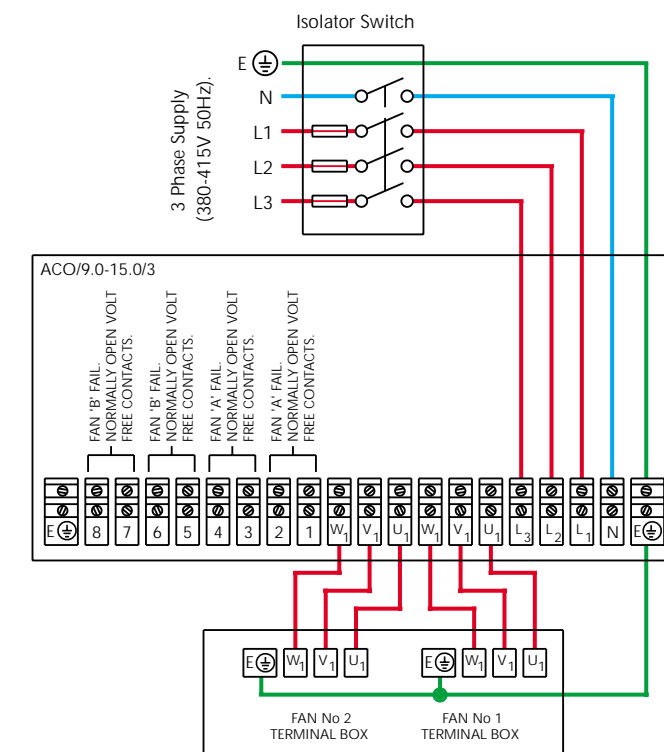 Isolator Switch
3 Phase Supply
(380-415V 50Hz).
E
N
L1
L2
L3
ACO/9.0-15.0/3
FAN 'B' FAIL.
NORMALLY OPEN VOLT
FREE CONTACTS.
FAN 'B' FAIL.
NORMALLY OPEN VOLT
FREE CONTACTS.
FAN 'A' FAIL.
NORMALLY OPEN VOLT
FREE CONTACTS.
FAN 'A' FAIL.
NORMALLY OPEN VOLT
FREE CONTACTS.
E 8 7 6 5 4 3 2 1 W1 V1 U1 W1 V1 U1 L3 L2 L1 N E
E W1 V1 U1 E W1 V1 U1
FAN No 2
TERMINAL BOX
FAN No 1
TERMINAL BOX